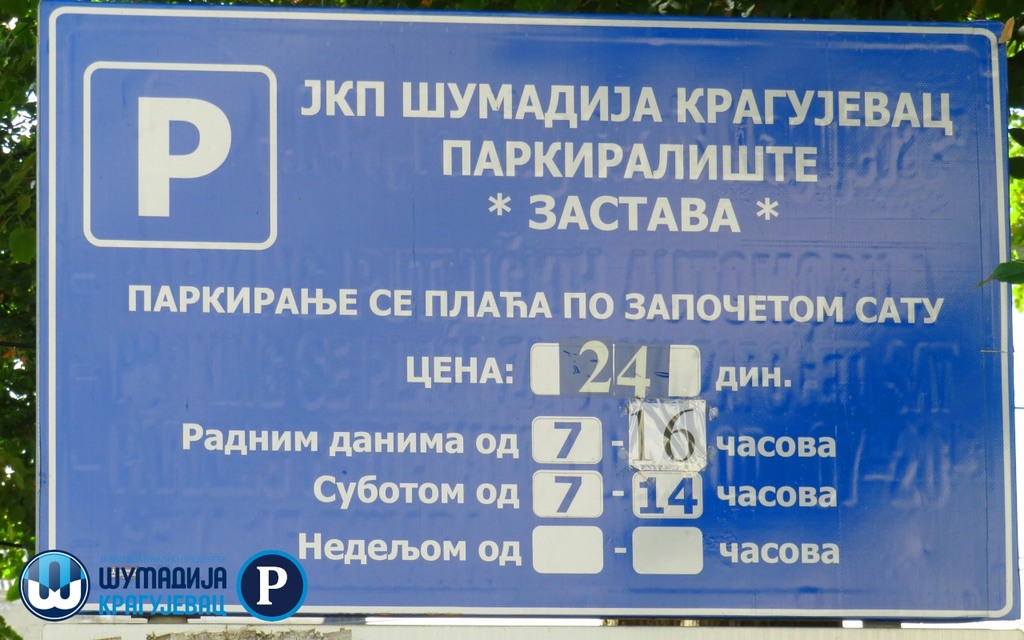 P
ЈКП ШУМАДИЈА КРАГУЈЕВАЦ
ПАРКИРАЛИШТЕ
* ЗАСТАВА *
ПАРКИРАЊЕ СЕ ПЛАЋА ПО ЗАПОЧЕТОМ САТУ
ЦЕНА: 24 дин.
Радним данима од 7 - 16 часова
Суботом од 7 - 14 часова
Недељом од - часова
ШУМАДИЈА
КРАГУЈЕВАЦ
P